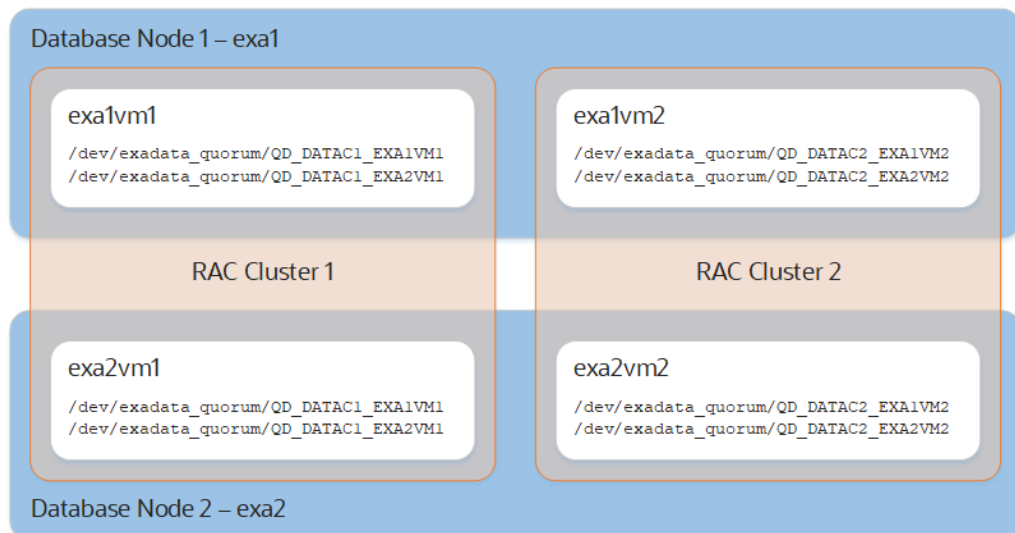 Database Node 1 – exa1
exa1vm1
/dev/exadata_quorum/QD_DATAC1_EXA1VM1
/dev/exadata_quorum/QD_DATAC1_EXA2VM1
exa1vm2
/dev/exadata_quorum/QD_DATAC2_EXA1VM2
/dev/exadata_quorum/QD_DATAC2_EXA2VM2
RAC Cluster 1
RAC Cluster 2
exa2vm1
/dev/exadata_quorum/QD_DATAC1_EXA1VM1
/dev/exadata_quorum/QD_DATAC1_EXA2VM1
exa2vm2
/dev/exadata_quorum/QD_DATAC2_EXA1VM2
/dev/exadata_quorum/QD_DATAC2_EXA2VM2
Database Node 2 – exa2